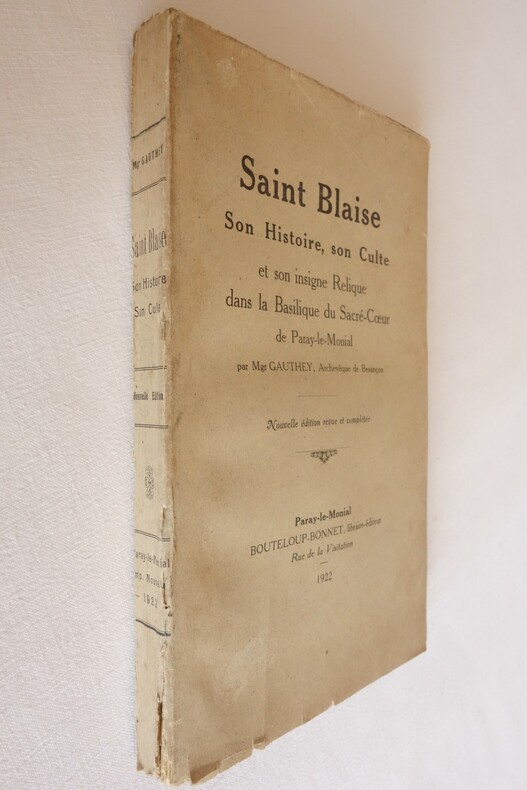 Mgr GAUTHEY
Saint Blaise
Son Histoire
Son Culte
Nouvelle Edition
Paray-le-Monial
Imp.
— 1922
Saint Blaise
Son Histoire, son Culte
et son insigne Relique
dans la Basilique du Sacré-Cœur
de Paray-le-Monial
par Mgr GAUTHEY, Archevêque de Besançon
Nouvelle édition revue et complétée
Paray-le-Monial
BOUTELOUP-BONNET, libraire-éditeur
Rue de la Visitation
1922